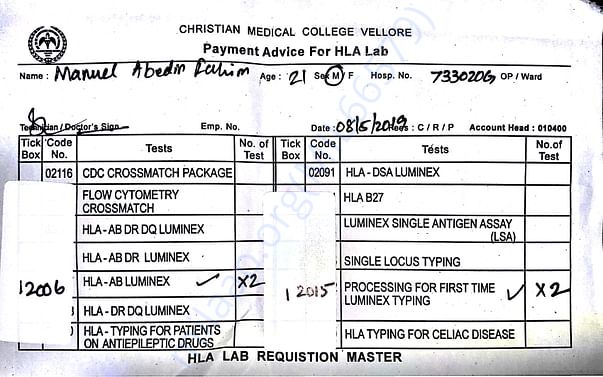 CHRISTIAN MEDICAL COLLEGE VELLORE
Payment Advice For HLA Lab
Name : Manuel Abedin Age : 21 Sex M / F Hosp. No. 733020G OP / Ward
Technician / Doctor's Sign Emp. No. Date : 08/5/2019 : C / R / P Account Head : 010400
Tick Box Code No. Tests No. of Test Tick Box Code No. Tests No.of Test
02116 CDC CROSSMATCH PACKAGE 02091 HLA - DSA LUMINEX
FLOW CYTOMETRY CROSSMATCH HLA B27
HLA - AB DR DQ LUMINEX LUMINEX SINGLE ANTIGEN ASSAY (LSA)
HLA - AB DR LUMINEX SINGLE LOCUS TYPING
12006 HLA - AB LUMINEX ✓ X2 12015 PROCESSING FOR FIRST TIME LUMINEX TYPING ✓ X2
HLA - DR DQ LUMINEX
HLA - TYPING FOR PATIENTS ON ANTIEPILEPTIC DRUGS HLA TYPING FOR CELIAC DISEASE
HLA LAB REQUISTION MASTER